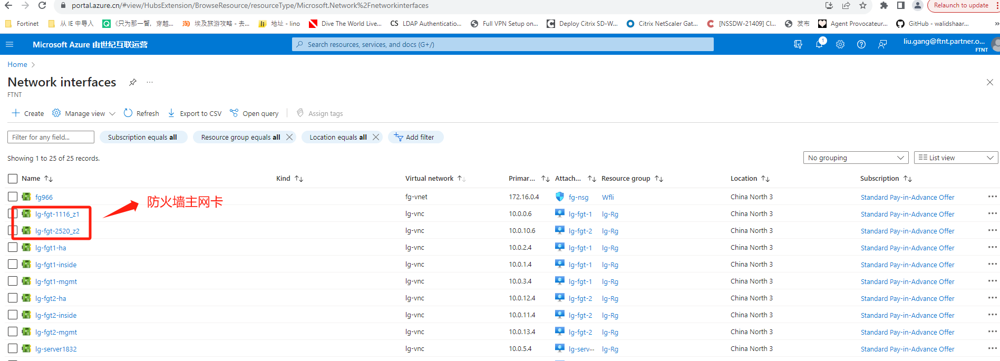 portal.azure.cn/#view/HubsExtension/BrowseResource/resourceType/Microsoft.Network%2Fnetworkinterfaces
Relaunch to update
Fortinet
从 IE 中导入
《只为那一瞥，穿越...
埃及旅游攻略 - 去...
地址 - lino
Dive The World Live...
CS LDAP Authenticatio...
Full VPN Setup on...
Deploy Citrix SD-W...
Citrix NetScaler Gat...
[NSSDW-21409] CI...
发布
Agent Provocateur...
GitHub - walidshaar...
Microsoft Azure 由世纪互联运营
Search resources, services, and docs (G+/)
1
liu.gang@ftnt.partner.o...
FTNT
Home
Network interfaces
FTNT
Create
Manage view
Refresh
Export to CSV
Open query
Assign tags
Filter for any field...
Subscription equals all
Resource group equals all
Location equals all
Add filter
Showing 1 to 25 of 25 records.
No grouping
List view
Name Kind Virtual network Primar... Attach... Resource group Location Subscription
fg966 fg-vnet 172.16.0.4 fg-nsg Wfli China North 3 Standard Pay-in-Advance Offer
防火墙主网卡
lg-fgt-1116_z1 lg-vnc 10.0.0.6 lg-fgt-1 lg-Rg China North 3 Standard Pay-in-Advance Offer
lg-fgt-2520_z2 lg-vnc 10.0.10.6 lg-fgt-2 lg-Rg China North 3 Standard Pay-in-Advance Offer
lg-fgt1-ha lg-vnc 10.0.2.4 lg-fgt-1 lg-Rg China North 3 Standard Pay-in-Advance Offer
lg-fgt1-inside lg-vnc 10.0.1.4 lg-fgt-1 lg-Rg China North 3 Standard Pay-in-Advance Offer
lg-fgt1-mgmt lg-vnc 10.0.3.4 lg-fgt-1 lg-Rg China North 3 Standard Pay-in-Advance Offer
lg-fgt2-ha lg-vnc 10.0.12.4 lg-fgt-2 lg-Rg China North 3 Standard Pay-in-Advance Offer
lg-fgt2-inside lg-vnc 10.0.11.4 lg-fgt-2 lg-Rg China North 3 Standard Pay-in-Advance Offer
lg-fgt2-mgmt lg-vnc 10.0.13.4 lg-fgt-2 lg-Rg China North 3 Standard Pay-in-Advance Offer
lg-server1832 lg-vnc 10.0.5.4 lg-serv... lg-Rg China North 3 Standard Pay-in-Advance Offer